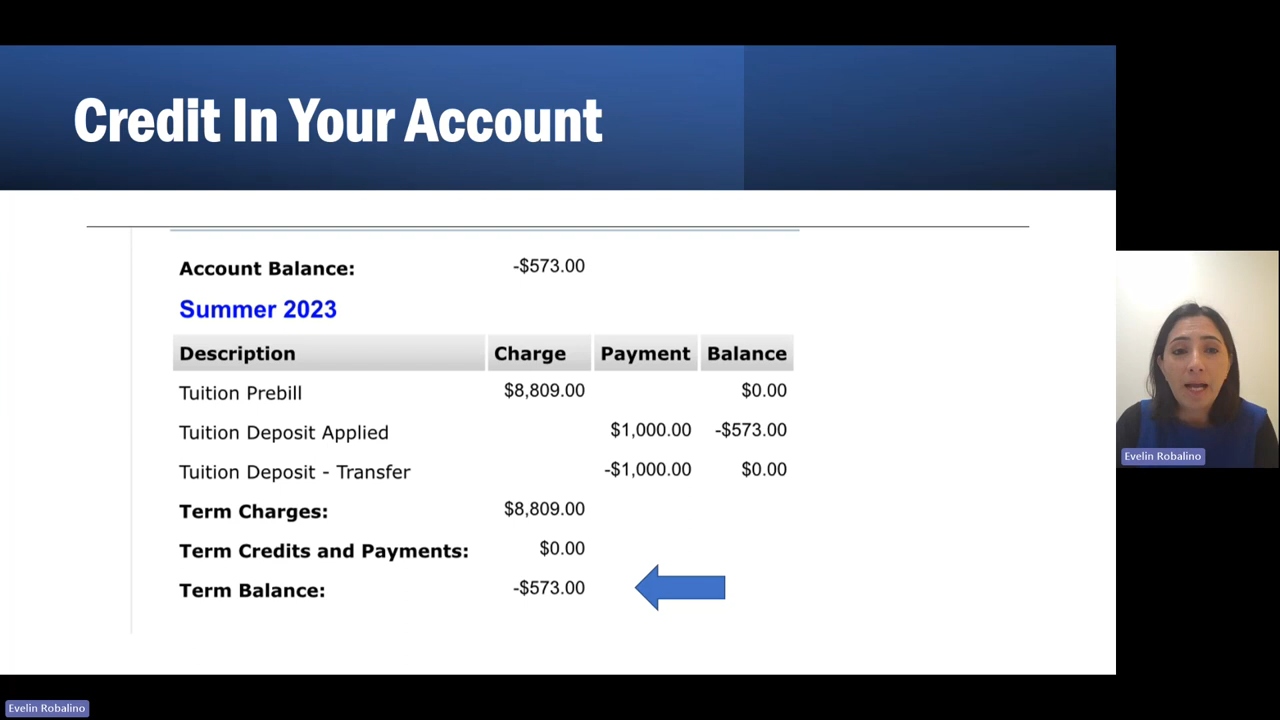 Credit In Your Account
Account Balance: -$573.00
Summer 2023
Description Charge Payment Balance
Tuition Prebill $8,809.00 $0.00
Tuition Deposit Applied $1,000.00 -$573.00
Tuition Deposit - Transfer -$1,000.00 $0.00
Term Charges: $8,809.00
Term Credits and Payments: $0.00
Term Balance: -$573.00
Evelin Robalino
Evelin Robalino